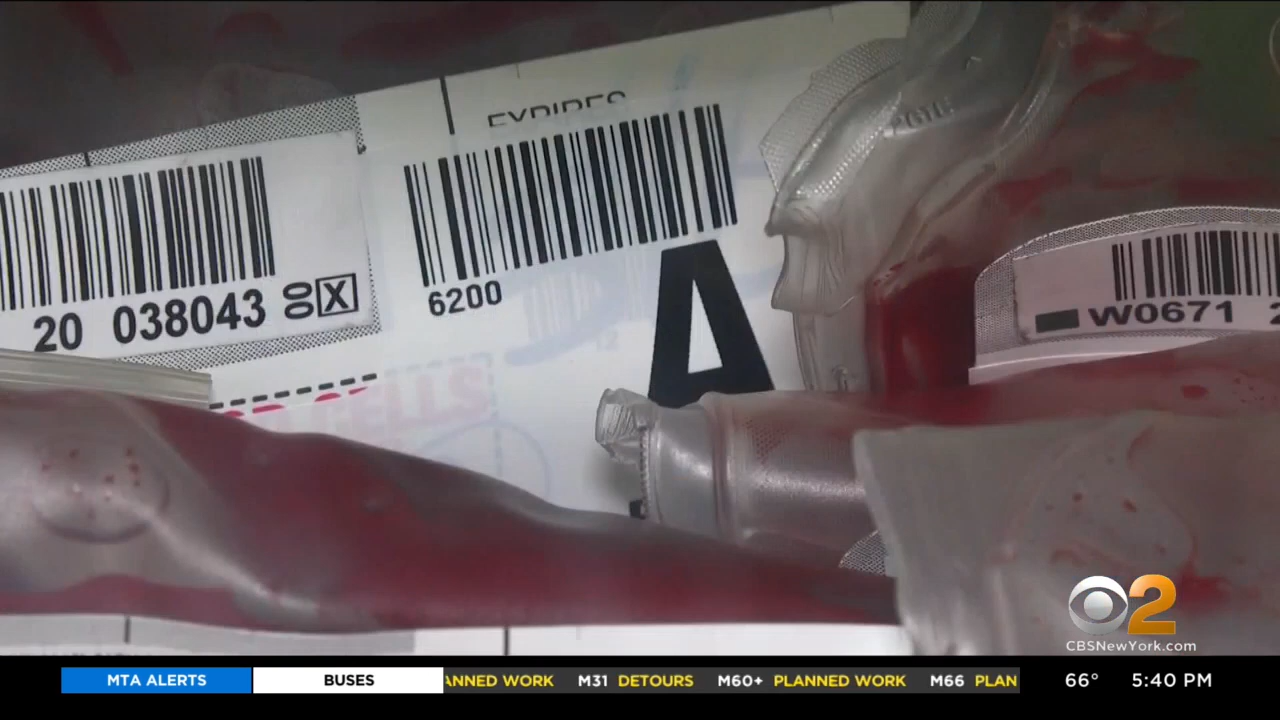 EXPIRES
20 038043 00 X
6200
A
CELLS
W0671
2
CBSNewYork.com
MTA ALERTS
BUSES
ANNED WORK M31 DETOURS M60+ PLANNED WORK M66 PLAN
66° 5:40 PM